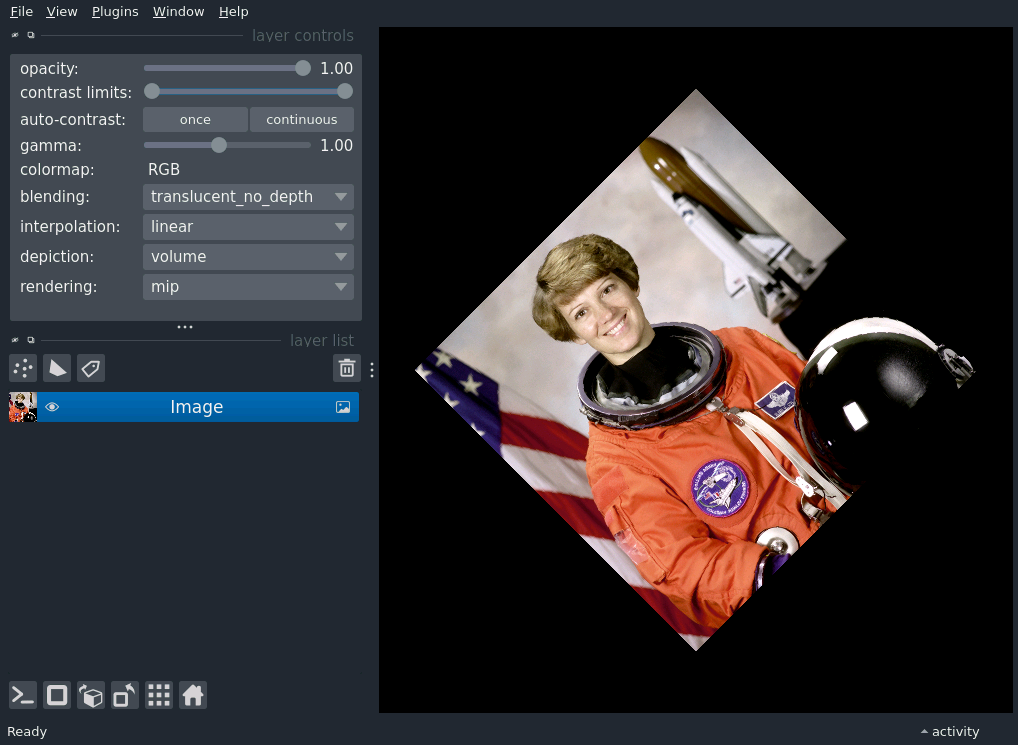 File View Plugins Window Help
layer controls
opacity: 1.00
contrast limits:
auto-contrast: once continuous
gamma: 1.00
colormap: RGB
blending: translucent_no_depth
interpolation: linear
depiction: volume
rendering: mip
layer list
Image
Ready activity